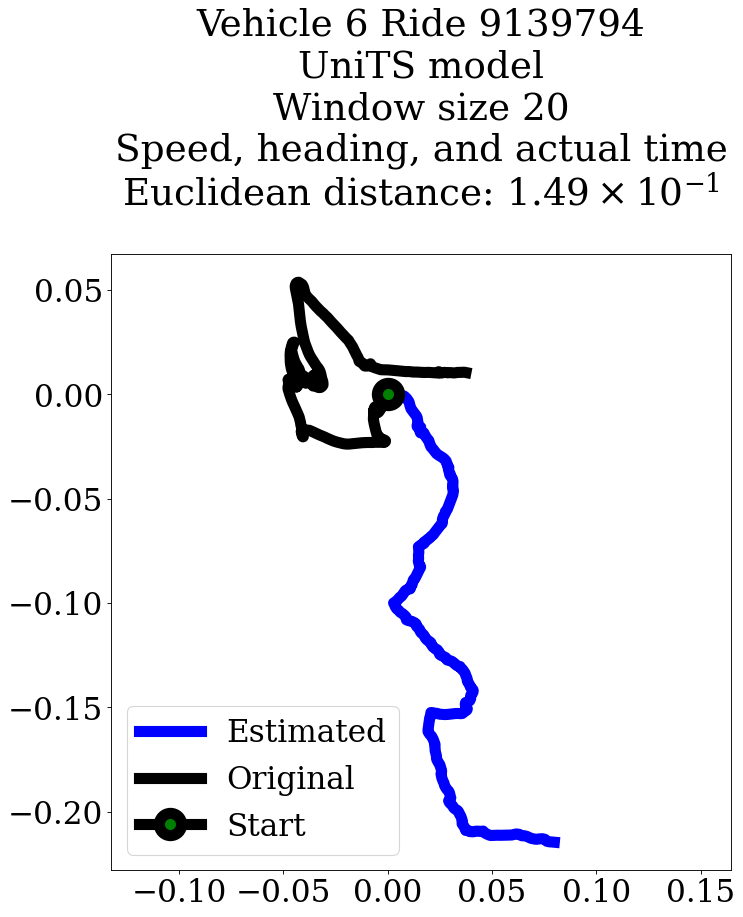 Vehicle 6 Ride 9139794
UniTS model
Window size 20
Speed, heading, and actual time
Euclidean distance: 1.49 × 10⁻¹
0.05
0.00
−0.05
−0.10
−0.15
−0.20
Estimated
Original
Start
−0.10 −0.05 0.00 0.05 0.10 0.15